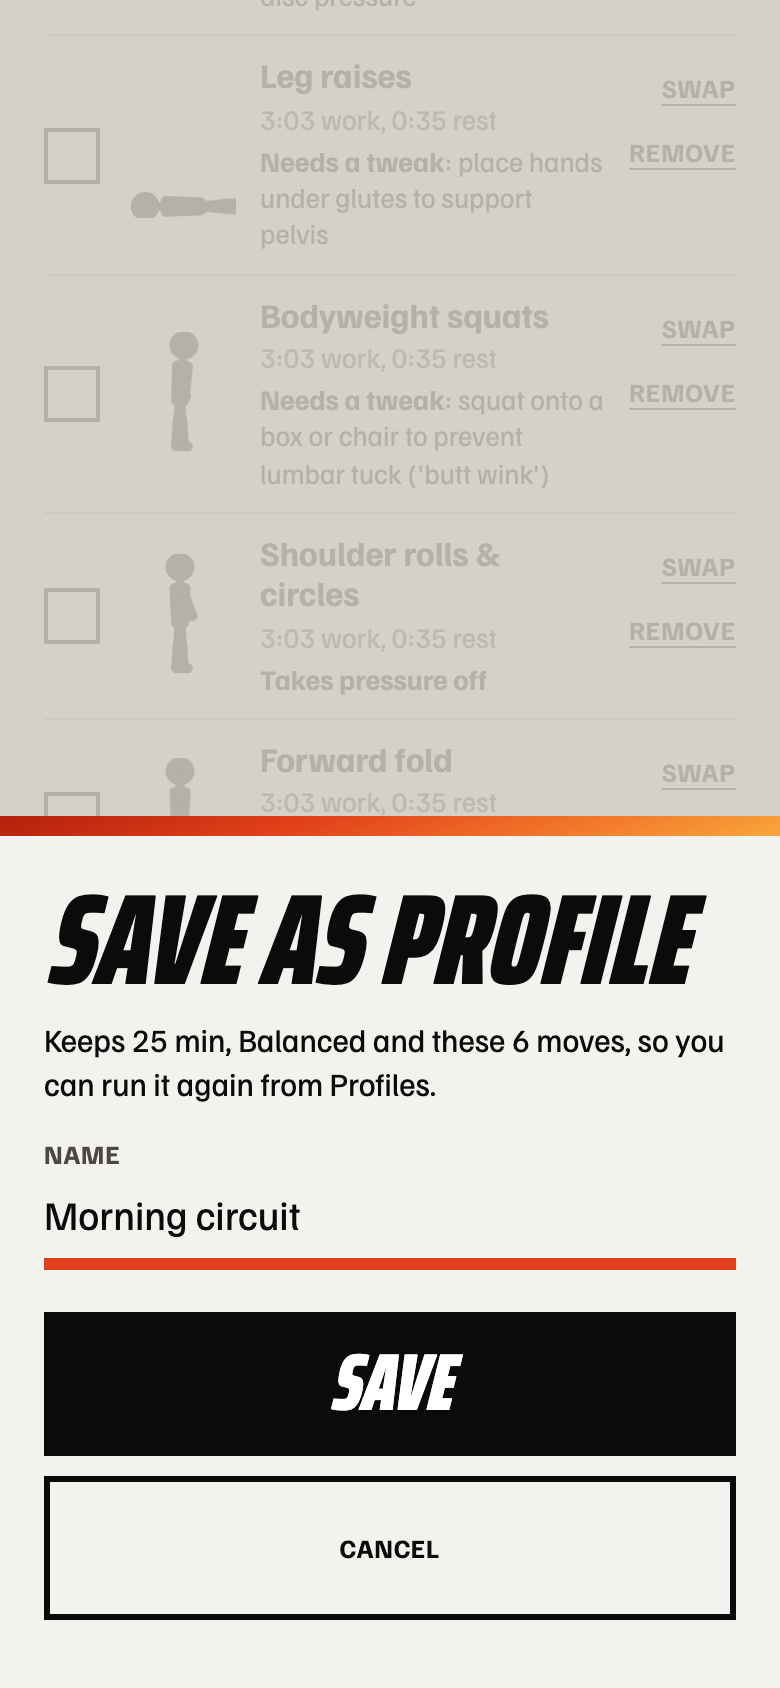 disc pressure
Leg raises
SWAP
3:03 work, 0:35 rest
REMOVE
Needs a tweak: place hands
under glutes to support
pelvis
Bodyweight squats
SWAP
3:03 work, 0:35 rest
REMOVE
Needs a tweak: squat onto a
box or chair to prevent
lumbar tuck ('butt wink')
Shoulder rolls &
circles
SWAP
3:03 work, 0:35 rest
REMOVE
Takes pressure off
Forward fold
SWAP
3:03 work, 0:35 rest
SAVE AS PROFILE
Keeps 25 min, Balanced and these 6 moves, so you
can run it again from Profiles.
NAME
Morning circuit
SAVE
CANCEL